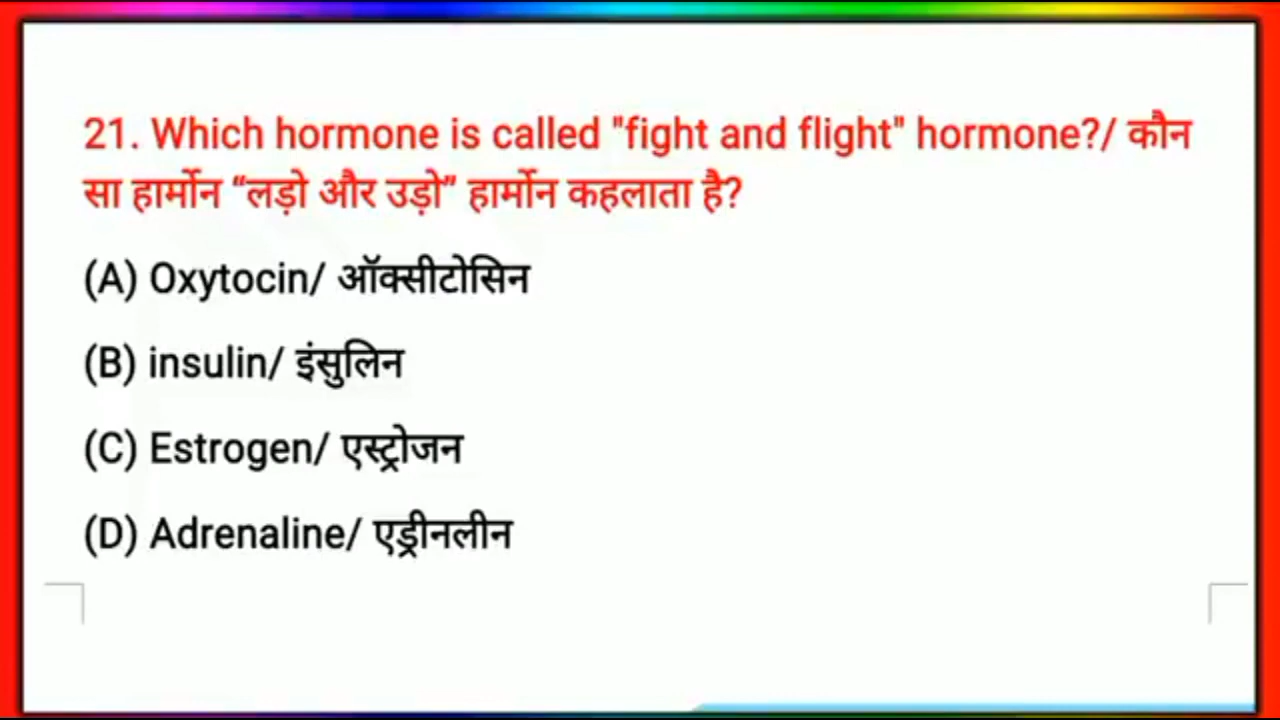 21. Which hormone is called "fight and flight" hormone?/ कौन
सा हार्मोन “लड़ो और उड़ो” हार्मोन कहलाता है?
(A) Oxytocin/ ऑक्सीटोसिन
(B) insulin/ इंसुलिन
(C) Estrogen/ एस्ट्रोजन
(D) Adrenaline/ एड्रीनलीन